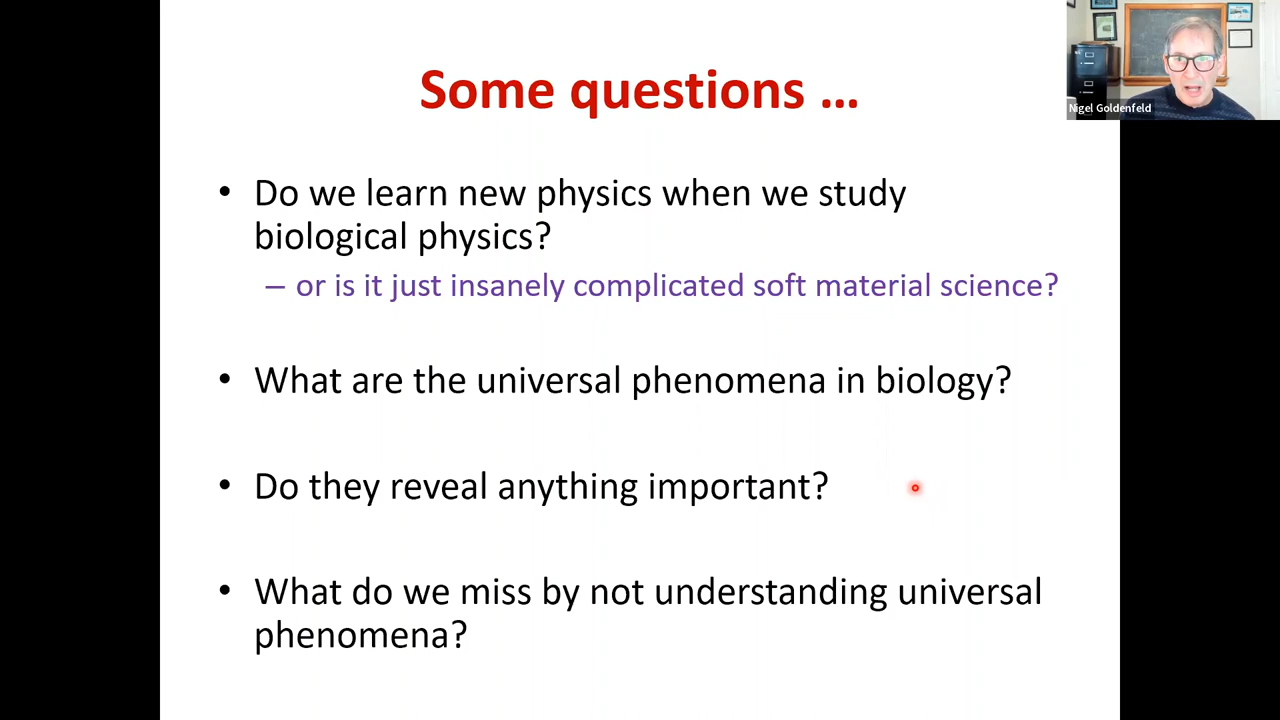 Some questions ...
Nigel Goldenfeld
• Do we learn new physics when we study
biological physics?
– or is it just insanely complicated soft material science?
• What are the universal phenomena in biology?
• Do they reveal anything important?
• What do we miss by not understanding universal
phenomena?